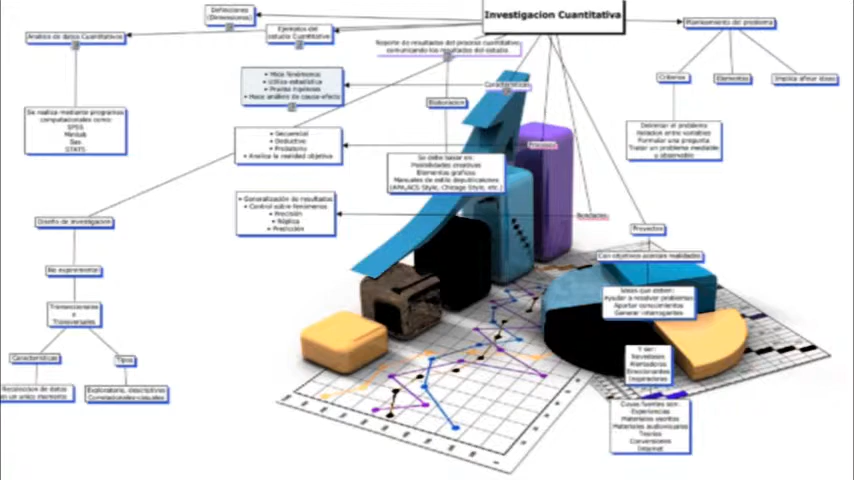 Investigacion Cuantitativa
Definiciones
(Dimensiones)
Ejemplos del
estudio Cuantitativo
Analisis de datos Cuantitativos
Planteamiento del problema
Reporte de resultados del proceso cuantitativo;
comunicando los resultados del estudio
• Mide fenómenos
• Utiliza estadística
• Prueba hipótesis
• Hace análisis de causa-efecto
Características
Criterios
Elementos
Implica afinar ideas
Elaboracion
Se realiza mediante programas
computacionales como:
SPSS
Minitab
Sas
STATS
• Secuencial
• Deductivo
• Probatorio
• Analiza la realidad objetiva
Proceso
Delimitar el problema
Relacion entre variables
Formular una pregunta
Tratar un problema medible
u observable
Se debe basar en:
Posibilidades creativas
Elementos graficos
Manuales de estilo depublicaciones
(APA,ACS Style, Chicago Style, etc.)
• Generalización de resultados
• Control sobre fenómenos
• Precisión
• Réplica
• Predicción
Bondades
Diseño de investigacion
Proyectos
Con objetivos acercan realidades
No experimental
Ideas que deben:
Ayudar a resolver problemas
Aportar conocimientos
Generar interrogantes
Transeccionales
o
Transversales
Y ser:
Novedosas
Alentadoras
Emocionantes
Inspiradoras
Características
Tipos
Recoleccion de datos
en un unico momento
Exploratorio, descriptivos
Correlacionales-causales
Cuyas fuentes son:
Experiencias
Materiales escritos
Materiales audiovisuales
Teorias
Conversiones
Internet